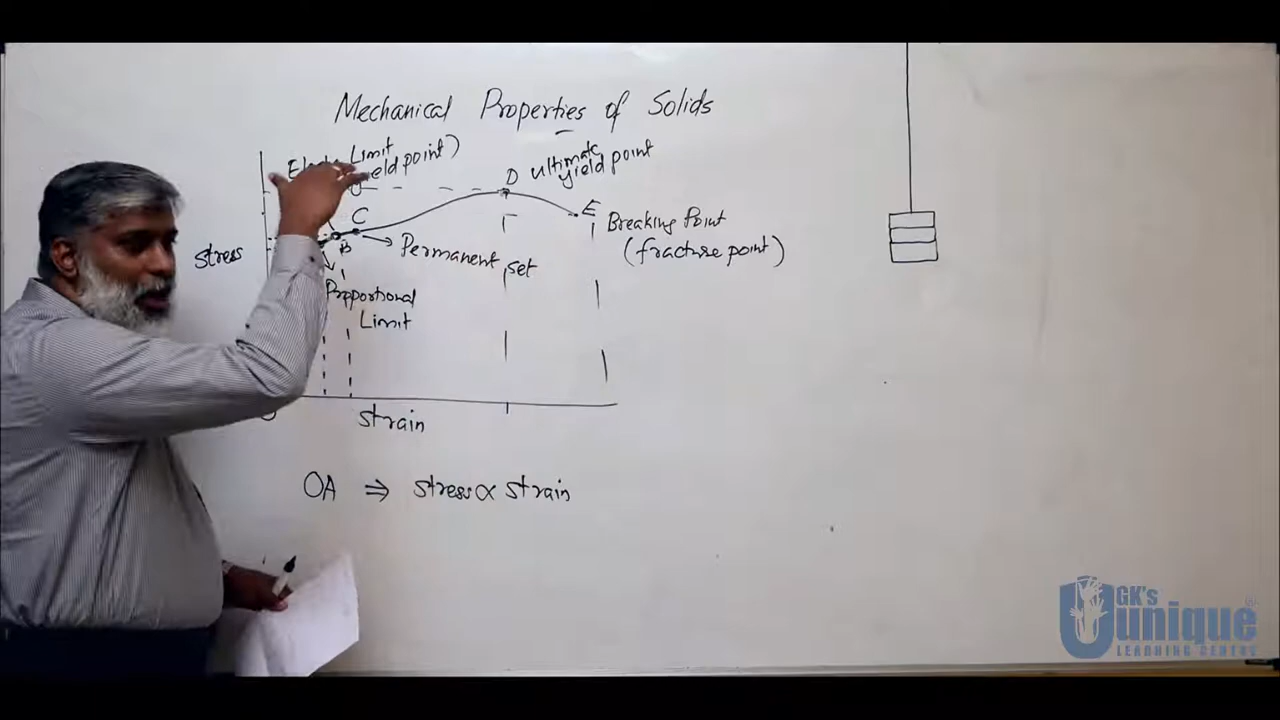 Mechanical Properties of Solids
Limit
yield point)
D Ultimate
yield point
C
E
Breaking Point
(fracture point)
B
Permanent set
Stress
Proportional
Limit
Strain
OA ⇒ Stress ∝ Strain
GK's
Uunique
LEARNING CENTRE